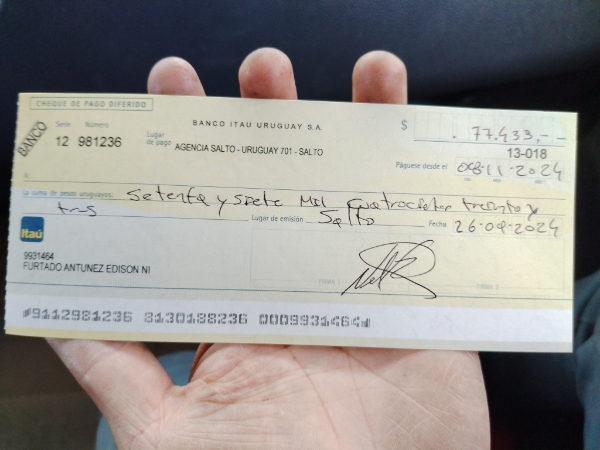 CHEQUE DE PAGO DIFERIDO
BANCO
Serie Número
12 981236
Lugar de pago
BANCO ITAU URUGUAY S.A.
AGENCIA SALTO - URUGUAY 701 - SALTO
$ . 77.433,--
13-018
Páguese desde el 08-11-2024
A
La suma de pesos uruguayos: Setenta y siete Mil cuatrocientos treinta y
tres
Lugar de emisión Salto Fecha 26-09-2024
Itaú
9931464
FURTADO ANTUNEZ EDISON NI
FIRMA 1
FIRMA 2
9112981236 8130188236 0009931464